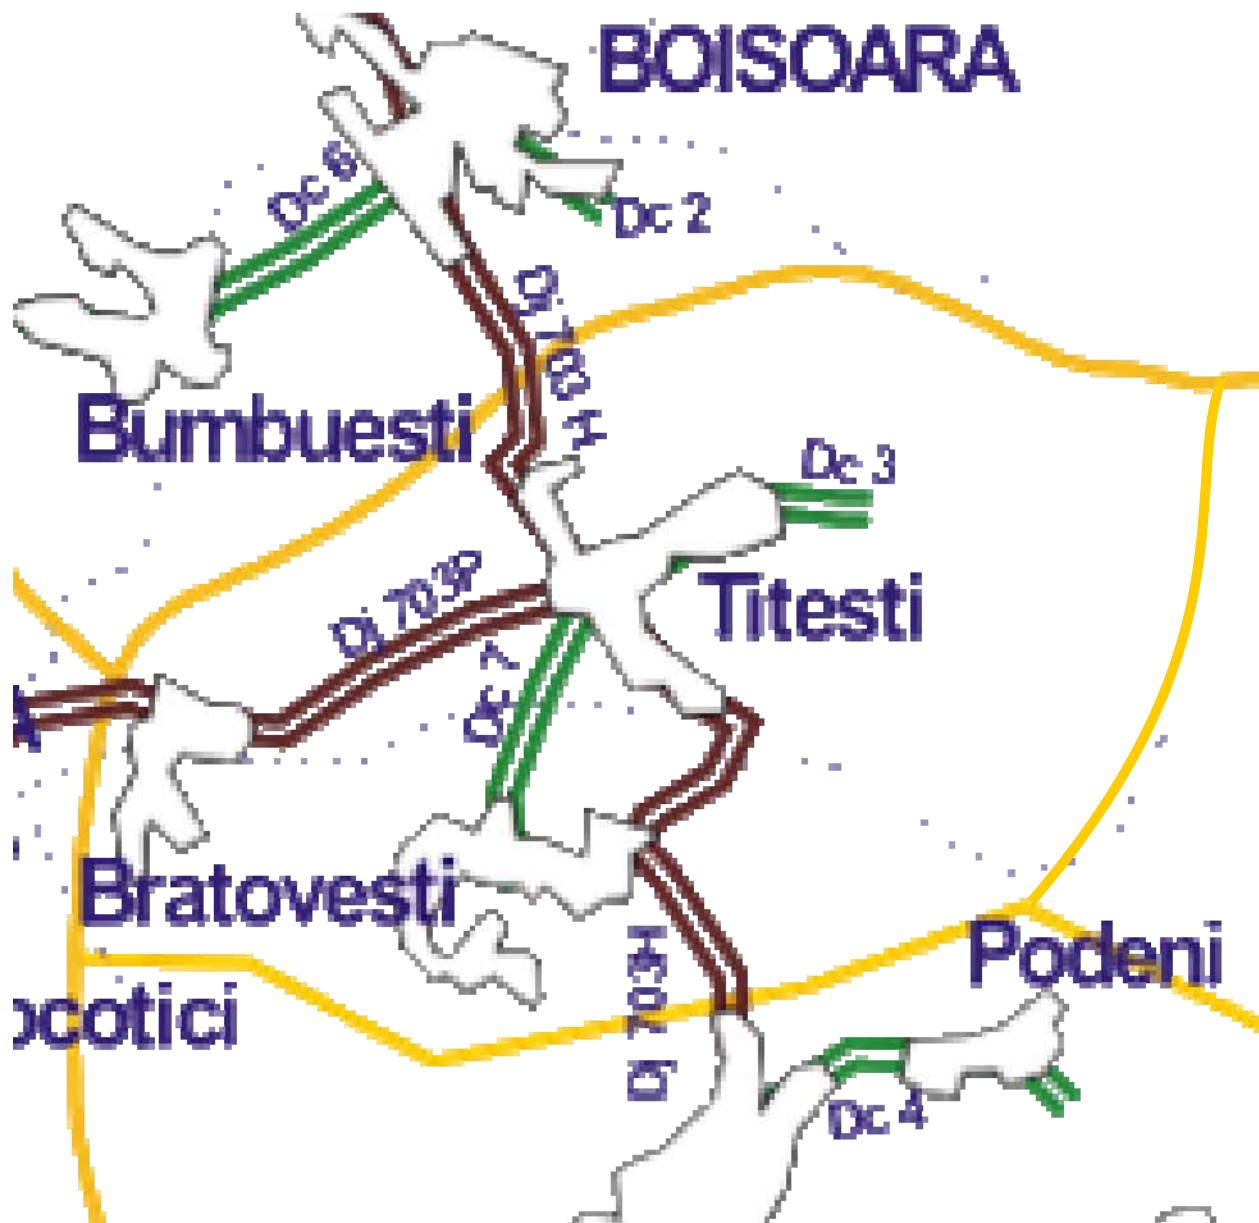 BOISOARA
Dc 6
Dc 2
Dj 703 H
Bumbuesti
Dc 3
Dj 703P
Titesti
Dc 7
A
Bratovesti
Podeni
ocotici
Dj 703H
Dc 4